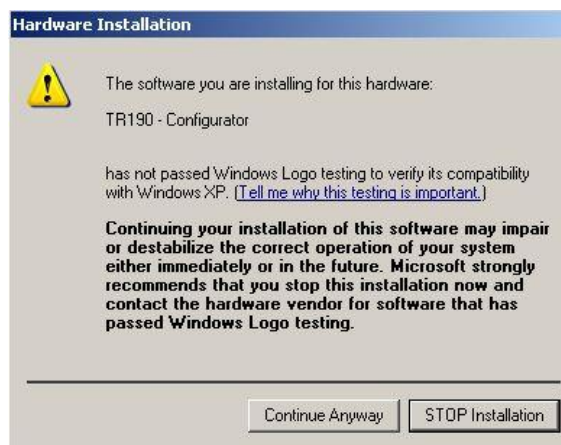 Hardware Installation
The software you are installing for this hardware:
TR190 - Configurator
has not passed Windows Logo testing to verify its compatibility
with Windows XP. (Tell me why this testing is important.)
Continuing your installation of this software may impair
or destabilize the correct operation of your system
either immediately or in the future. Microsoft strongly
recommends that you stop this installation now and
contact the hardware vendor for software that has
passed Windows Logo testing.
Continue Anyway
STOP Installation